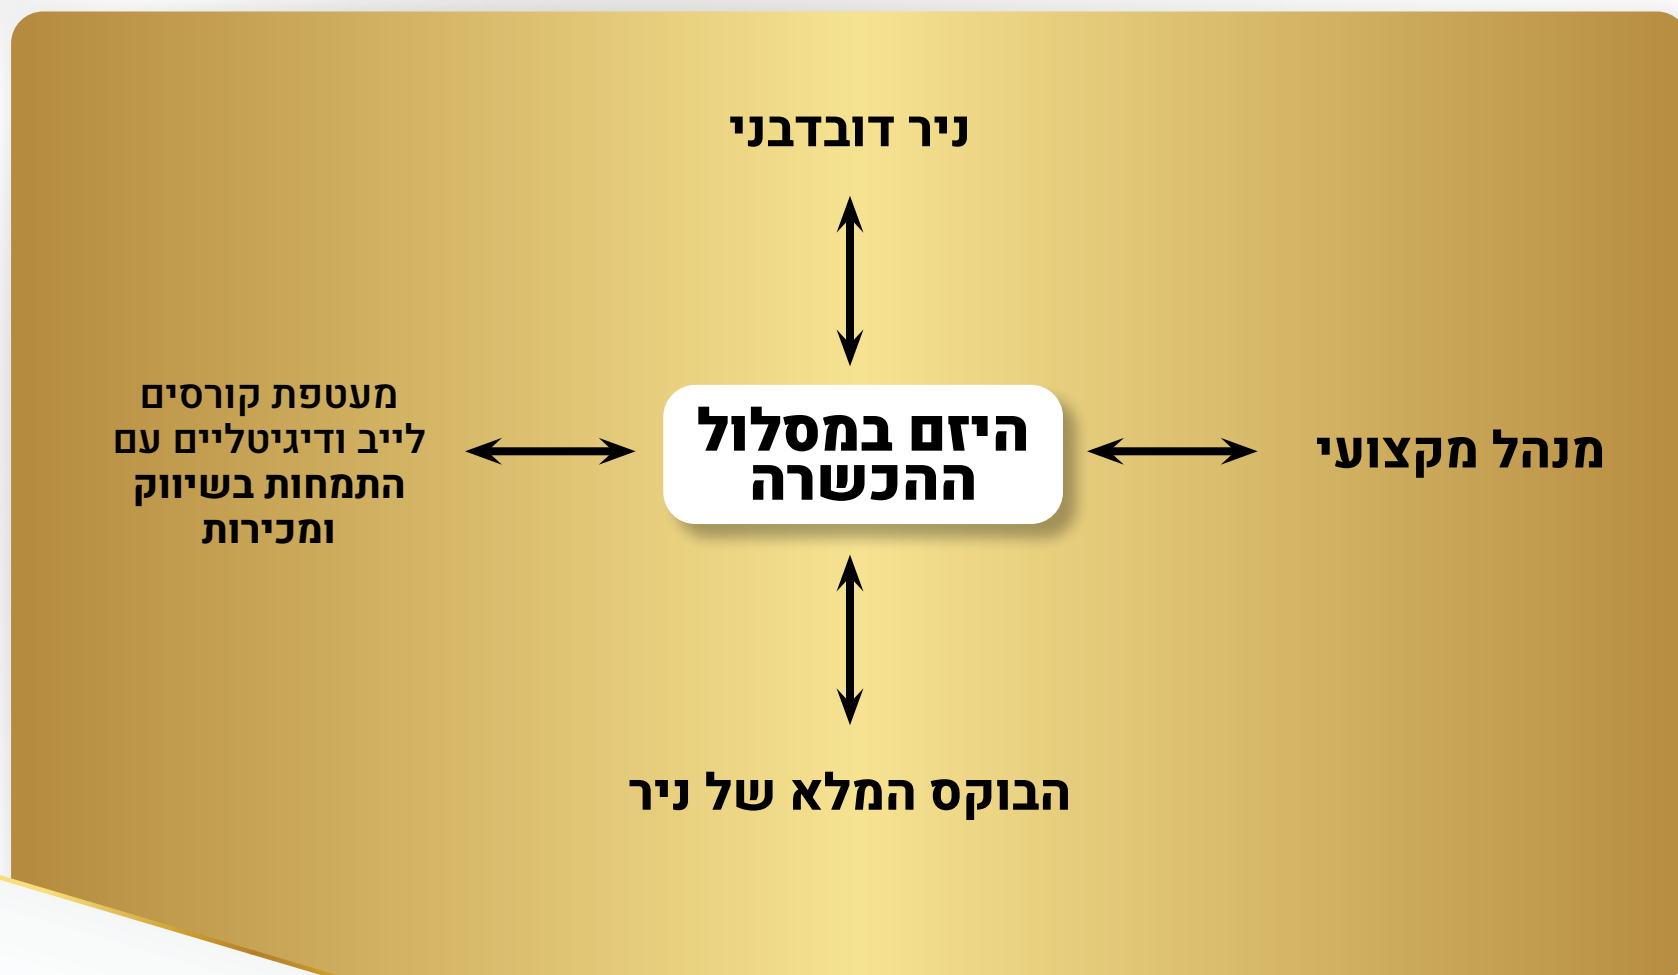 ניר דובדבני
מנהל מקצועי
היזם במסלול
ההכשרה
מעטפת קורסים
לייב ודיגיטליים עם
התמחות בשיווק
ומכירות
הבוקס המלא של ניר